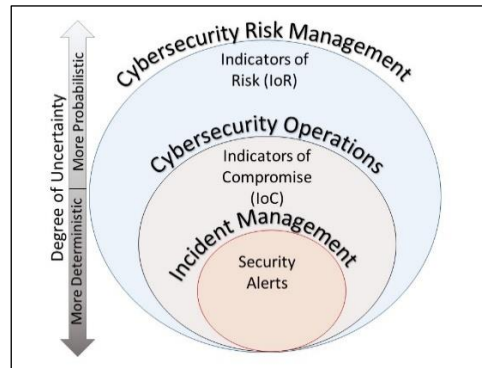 Cybersecurity Risk Management
Indicators of
Risk (IoR)
Cybersecurity Operations
Indicators of
Compromise
(IoC)
Incident Management
Security
Alerts
Degree of Uncertainty
More Probabilistic
More Deterministic